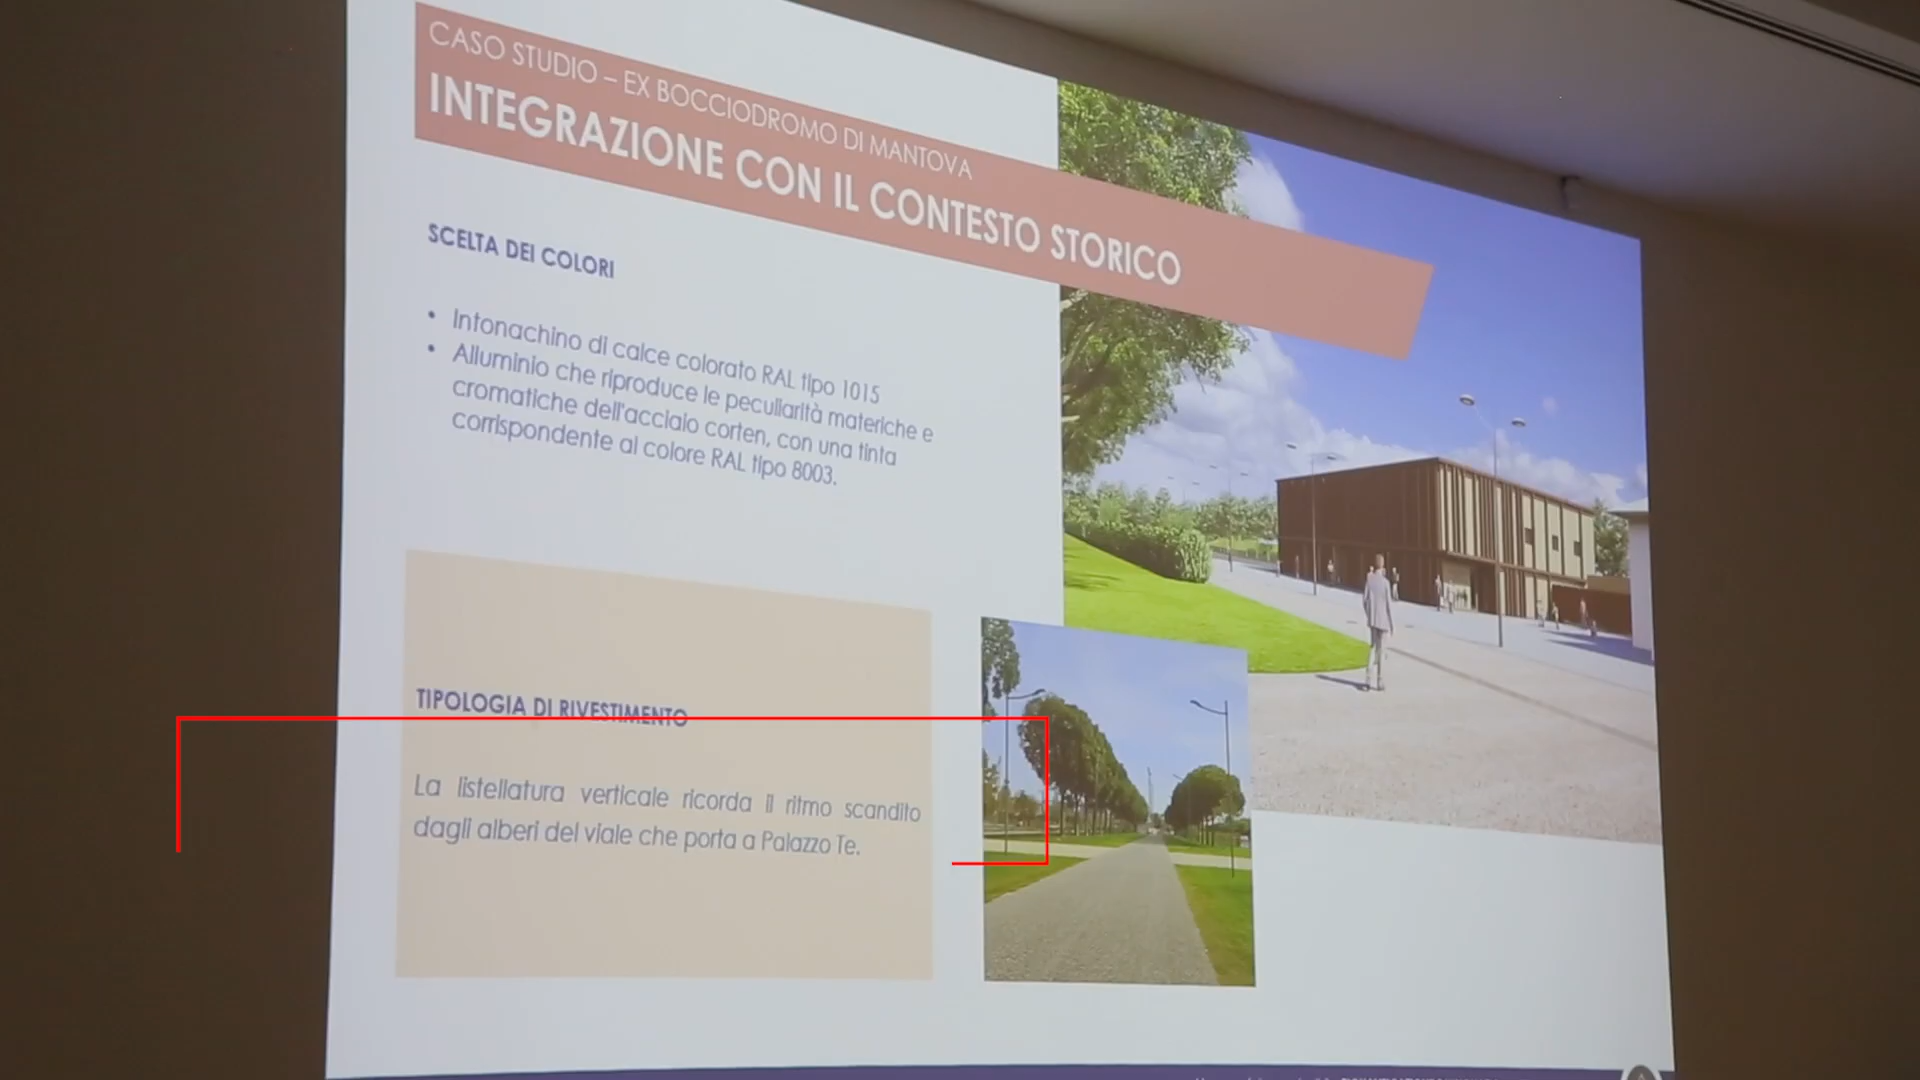 CASO STUDIO – EX BOCCIODROMO DI MANTOVA
INTEGRAZIONE CON IL CONTESTO STORICO
SCELTA DEI COLORI
• Intonachino di calce colorato RAL tipo 1015
• Alluminio che riproduce le peculiarità materiche e
cromatiche dell'acciaio corten, con una tinta
corrispondente al colore RAL tipo 8003.
TIPOLOGIA DI RIVESTIMENTO
La listellatura verticale ricorda il ritmo scandito
dagli alberi del viale che porta a Palazzo Te.